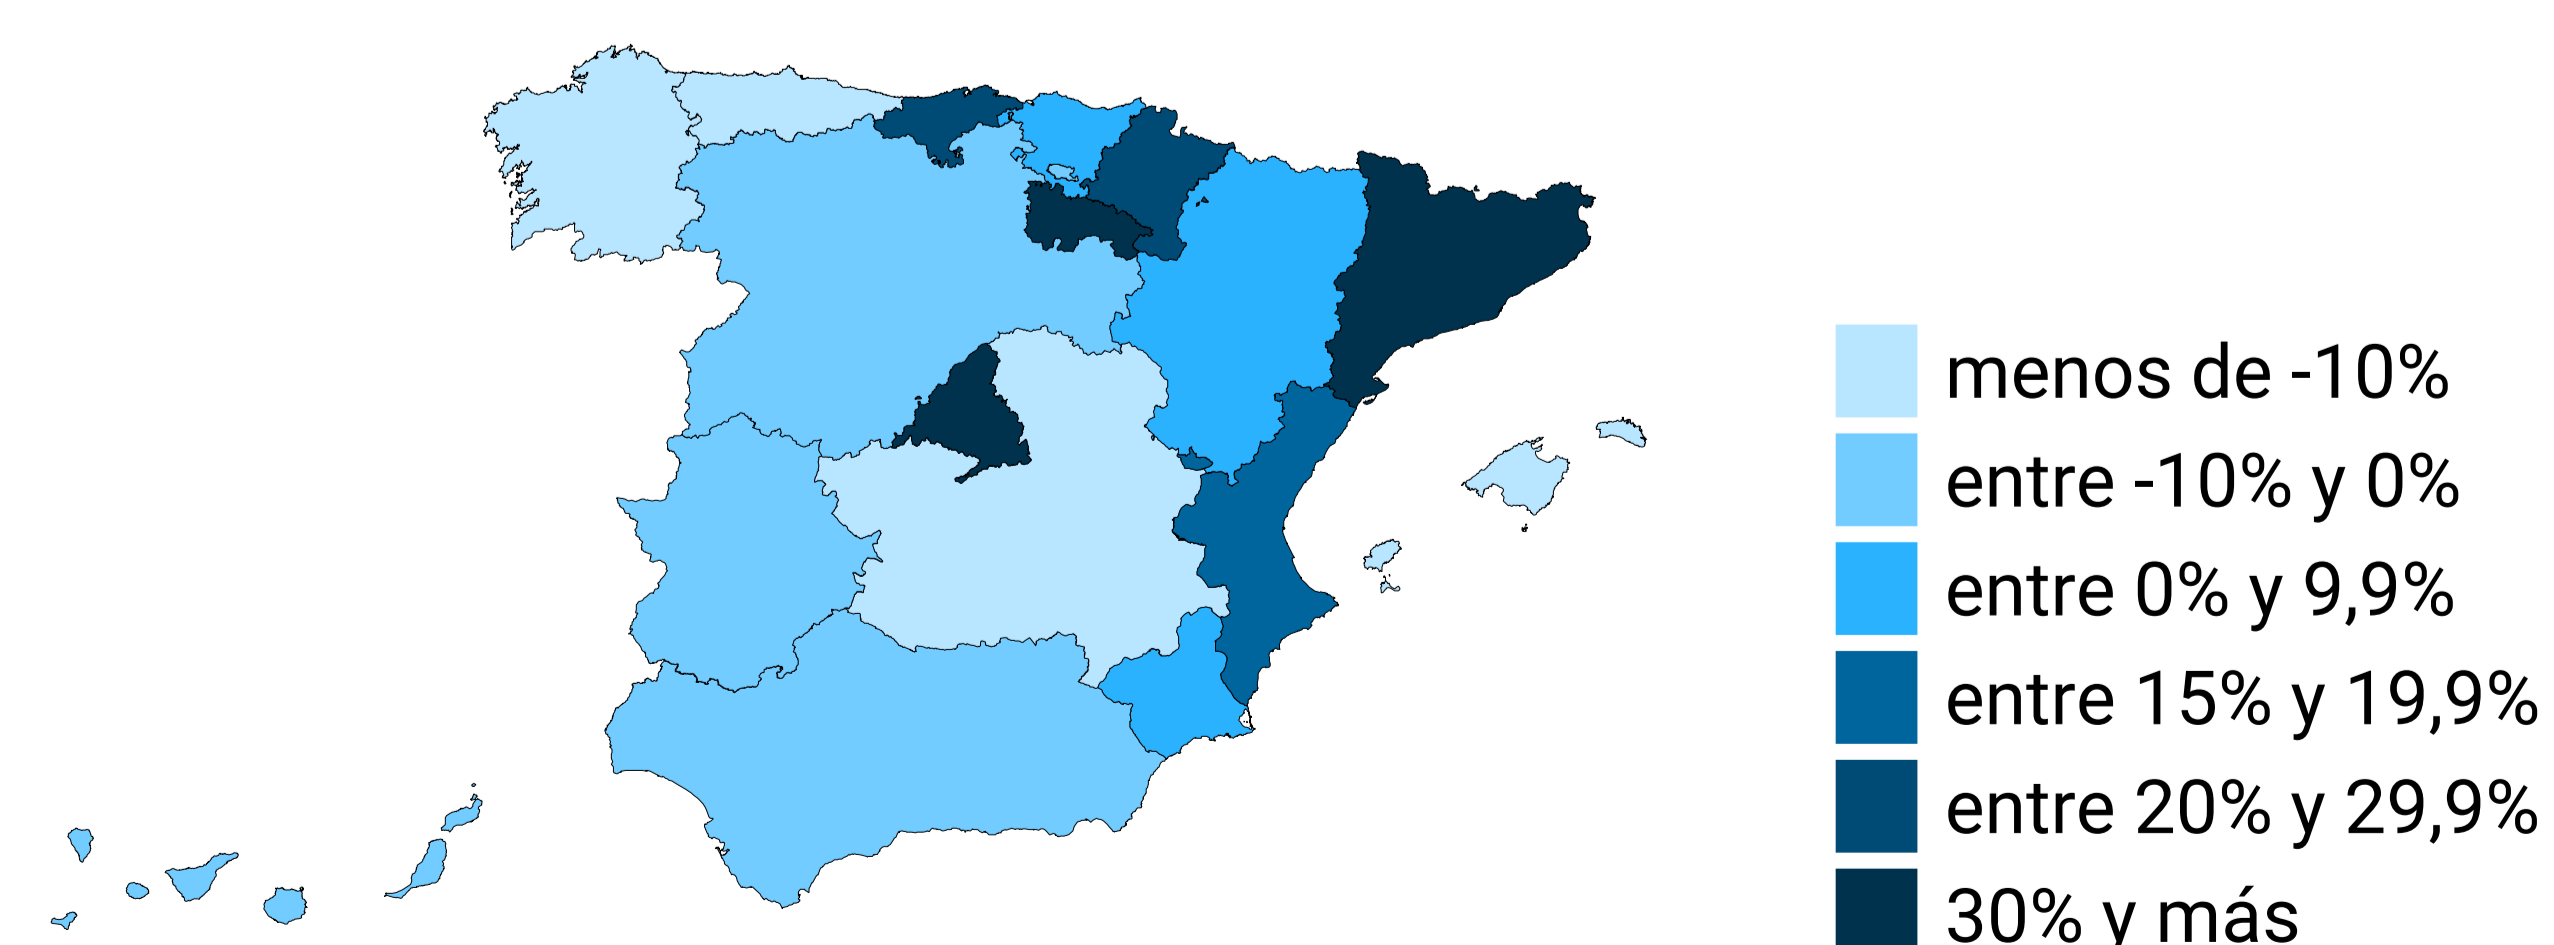 menos de -10%
entre -10% y 0%
entre 0% y 9,9%
entre 15% y 19,9%
entre 20% y 29,9%
30% y más